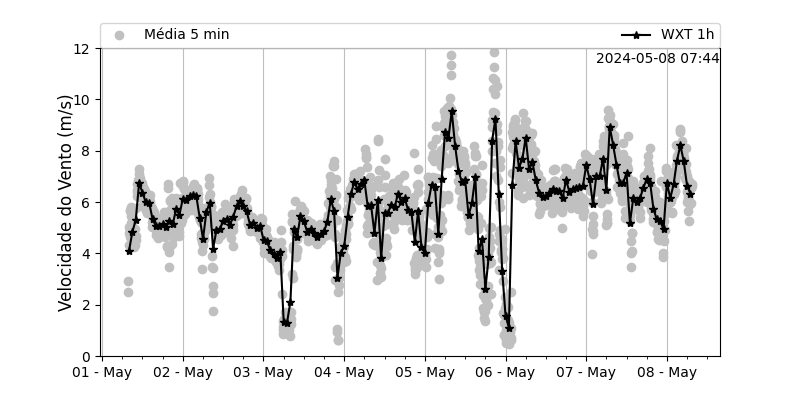 Média 5 min
WXT 1h
2024-05-08 07:44
Velocidade do Vento (m/s)
12
10
8
6
4
2
0
01 - May
02 - May
03 - May
04 - May
05 - May
06 - May
07 - May
08 - May